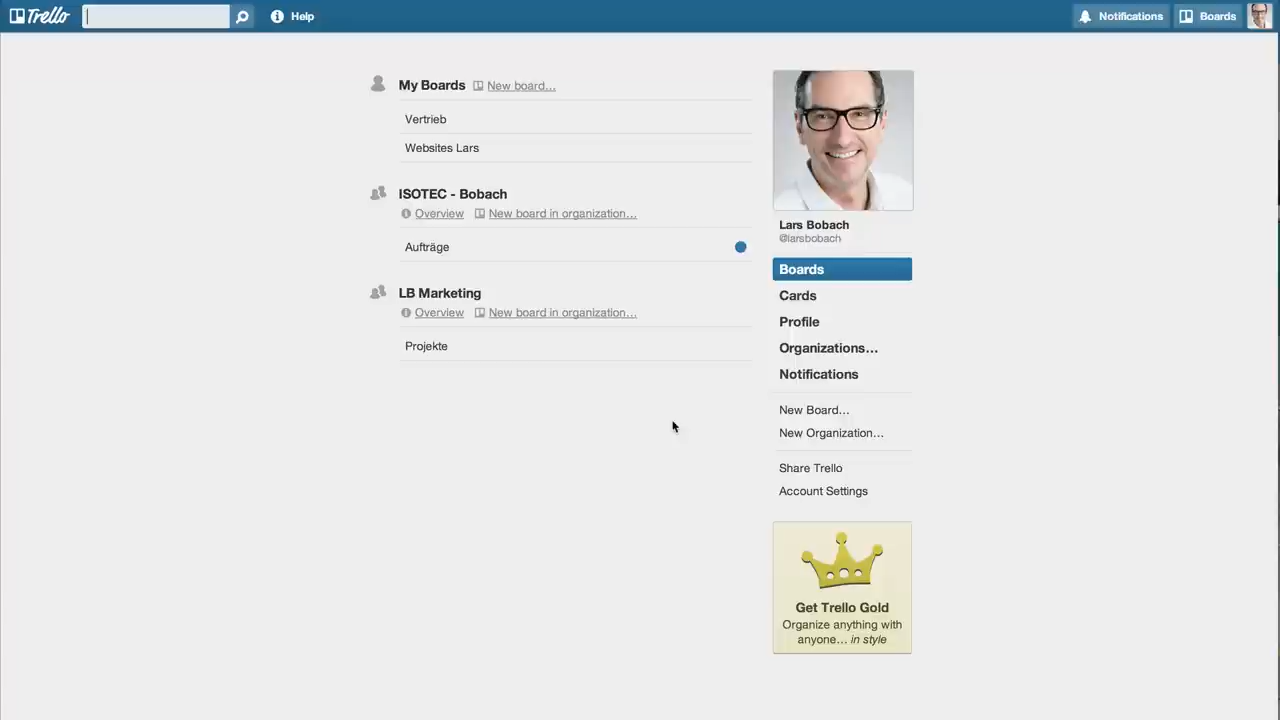 Trello
Help
Notifications
Boards
My Boards
New board…
Vertrieb
Websites Lars
ISOTEC - Bobach
Overview
New board in organization…
Aufträge
LB Marketing
Overview
New board in organization…
Projekte
Lars Bobach
@larsbobach
Boards
Cards
Profile
Organizations…
Notifications
New Board…
New Organization…
Share Trello
Account Settings
Get Trello Gold
Organize anything with
anyone… in style